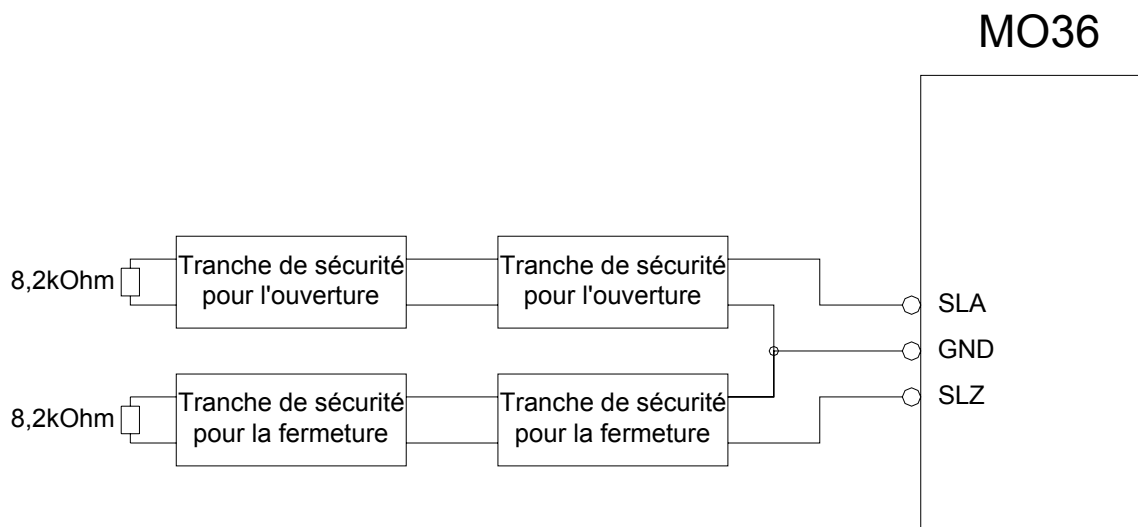 MO36
8,2kOhm
Tranche de sécurité
pour l'ouverture
Tranche de sécurité
pour l'ouverture
SLA
GND
SLZ
8,2kOhm
Tranche de sécurité
pour la fermeture
Tranche de sécurité
pour la fermeture